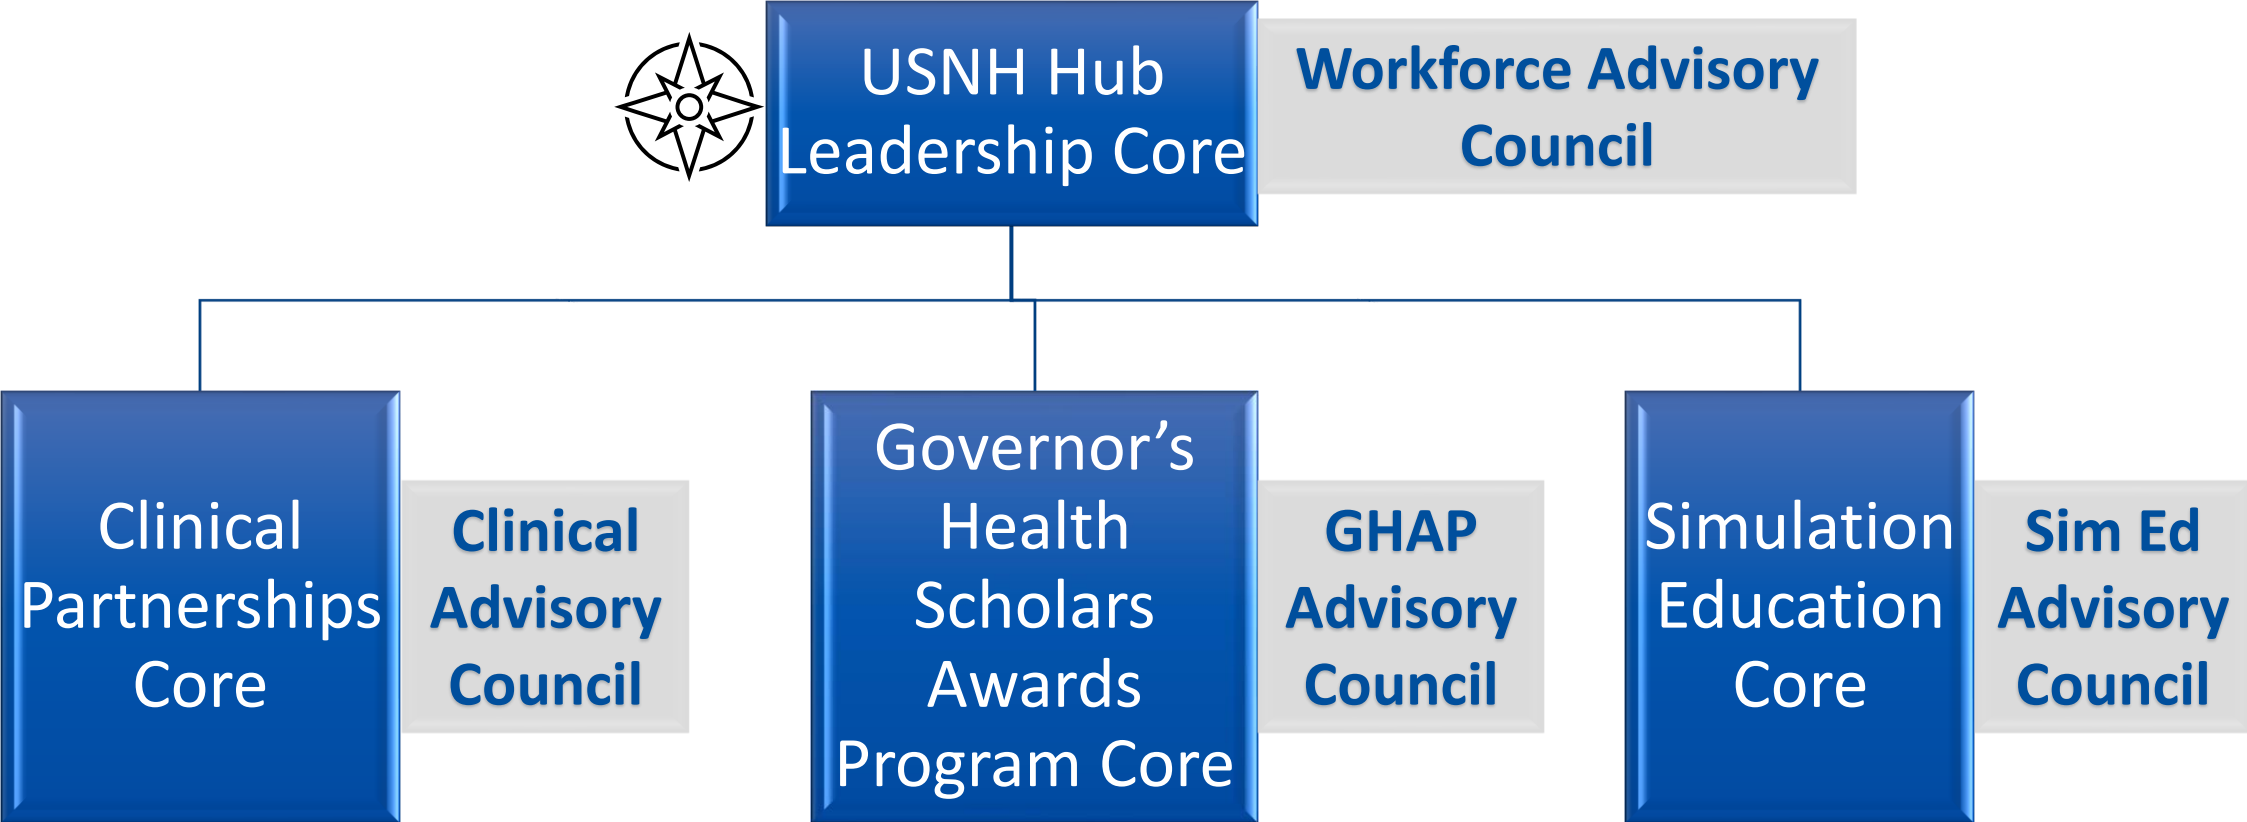 USNH Hub
Leadership Core
Workforce Advisory
Council
Clinical
Partnerships
Core
Clinical
Advisory
Council
Governor’s
Health
Scholars
Awards
Program Core
GHAP
Advisory
Council
Simulation
Education
Core
Sim Ed
Advisory
Council